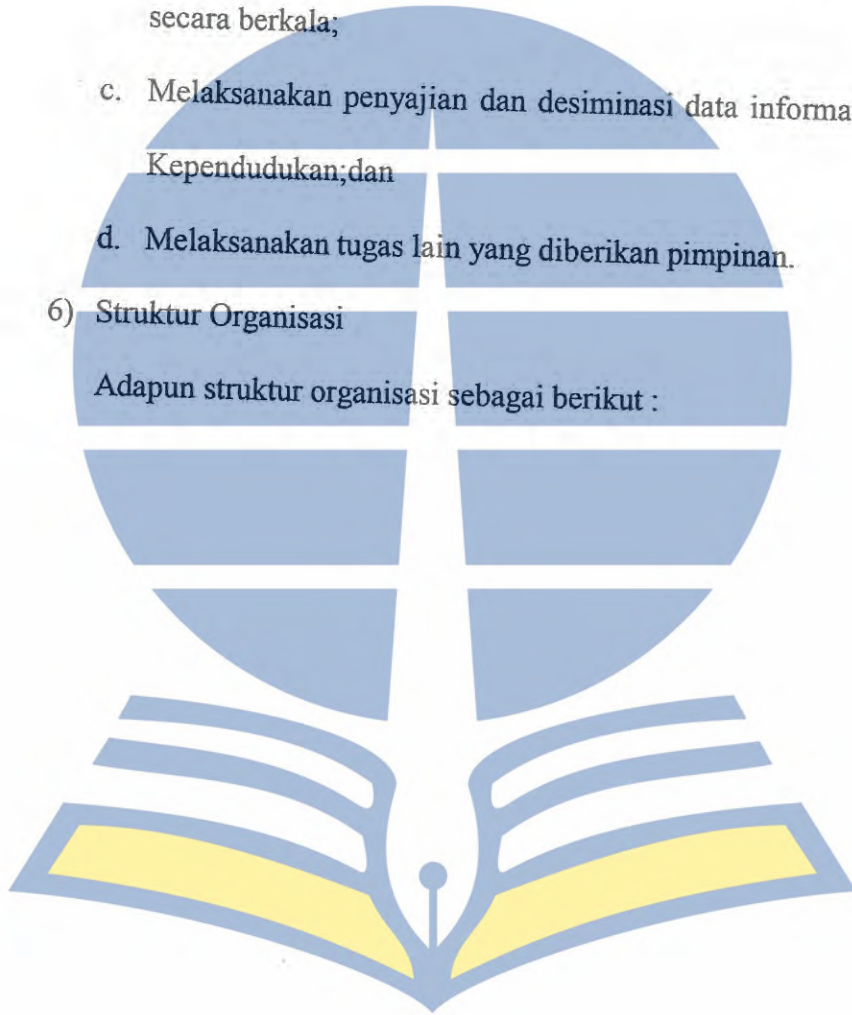 secara berkala;
c. Melaksanakan penyajian dan desiminasi data informa
Kependudukan;dan
d. Melaksanakan tugas lain yang diberikan pimpinan.
6) Struktur Organisasi
Adapun struktur organisasi sebagai berikut :